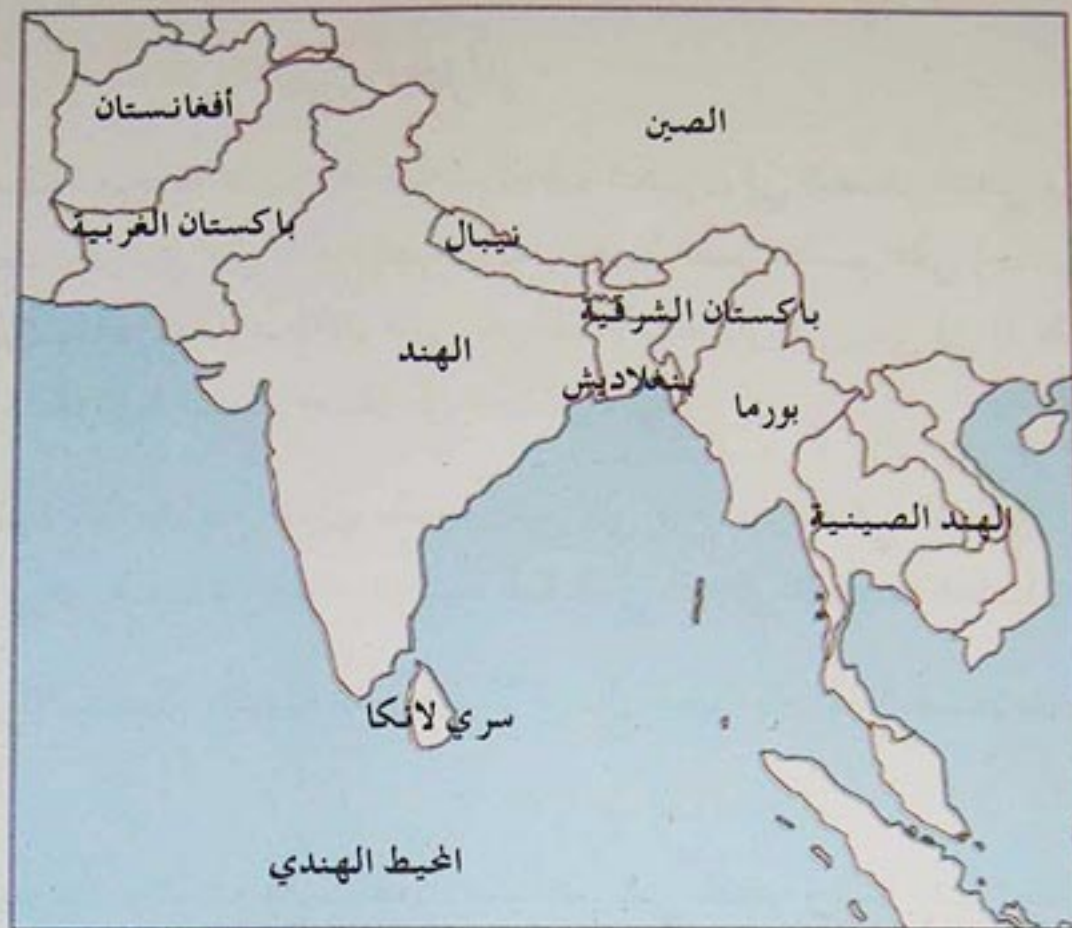 الصين
أفغانستان
باكستان الغربية
نيبال
باكستان الشرقية
الهند
بنغلاديش
بورما
الهند الصينية
سري لانكا
المحيط الهندي